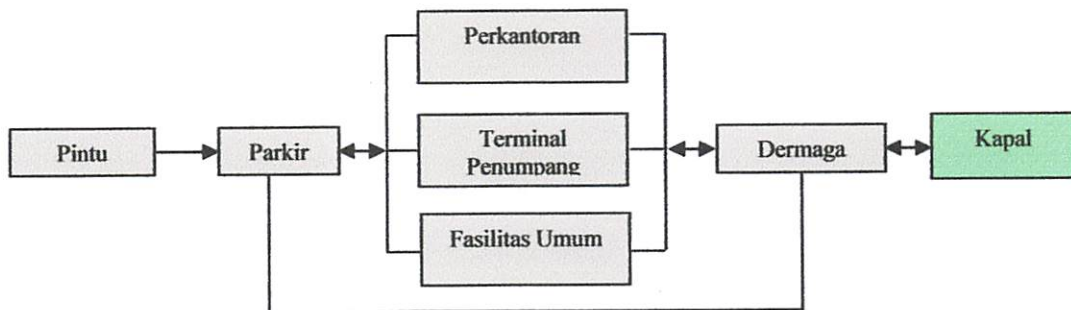 Perkantoran
Pintu
Parkir
Terminal
Penumpang
Dermaga
Kapal
Fasilitas Umum